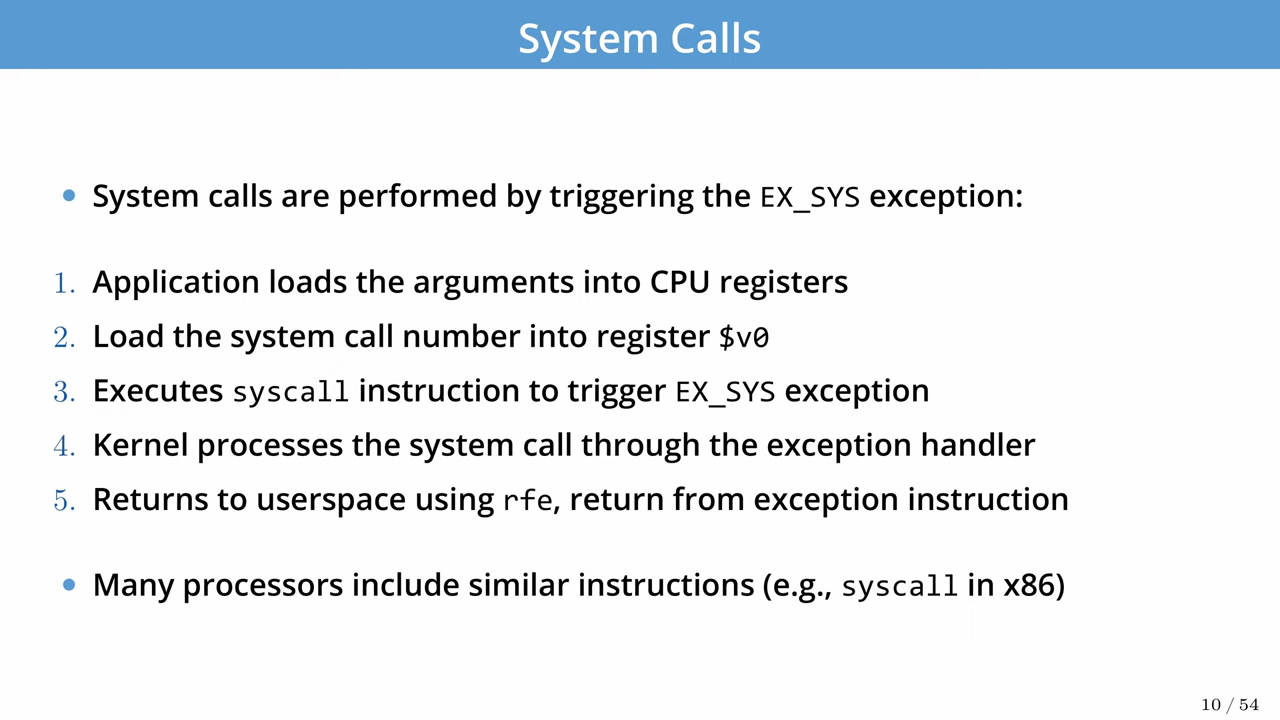 System Calls
• System calls are performed by triggering the EX_SYS exception:
1. Application loads the arguments into CPU registers
2. Load the system call number into register $v0
3. Executes syscall instruction to trigger EX_SYS exception
4. Kernel processes the system call through the exception handler
5. Returns to userspace using rfe, return from exception instruction
• Many processors include similar instructions (e.g., syscall in x86)
10 / 54